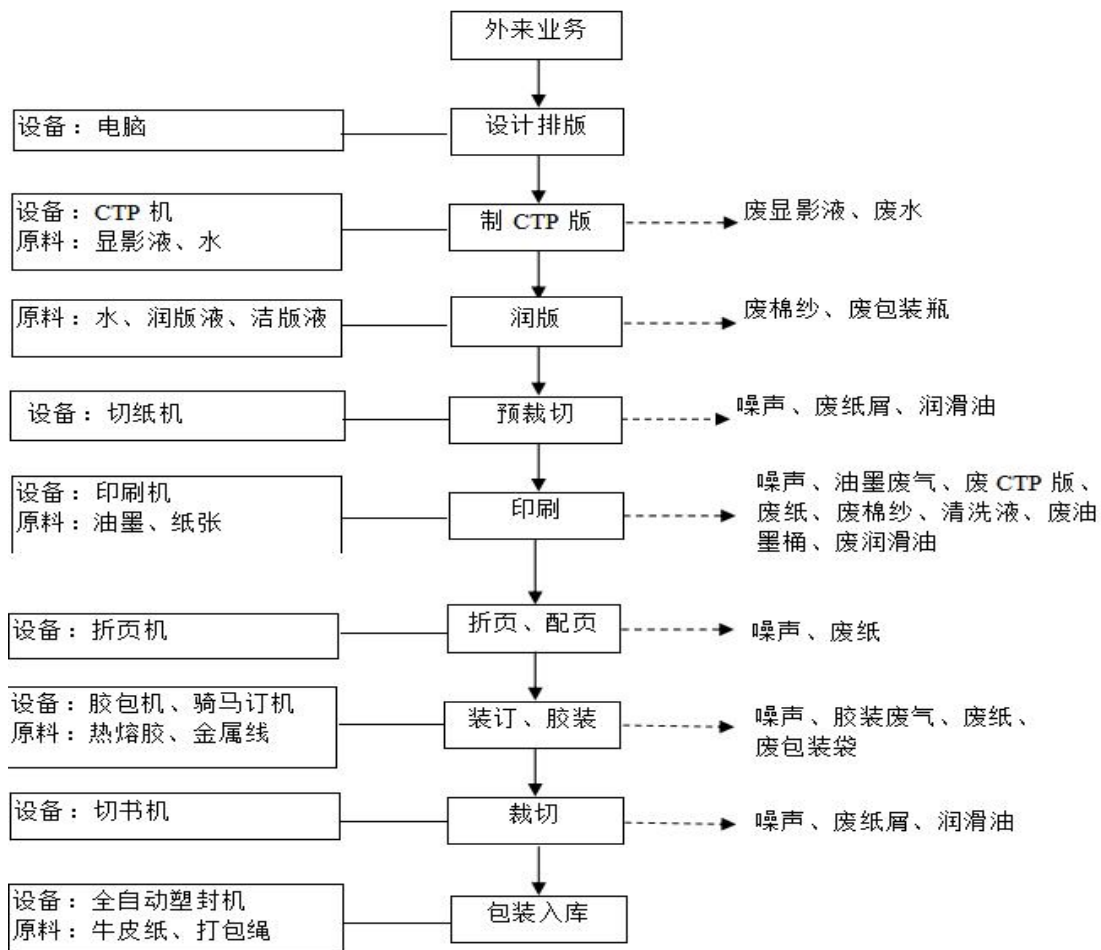 外来业务
设备：电脑
设计排版
设备：CTP 机
原料：显影液、水
制 CTP 版
废显影液、废水
原料：水、润版液、洁版液
润版
废棉纱、废包装瓶
设备：切纸机
预裁切
噪声、废纸屑、润滑油
设备：印刷机
原料：油墨、纸张
印刷
噪声、油墨废气、废 CTP 版、
废纸、废棉纱、清洗液、废油
墨桶、废润滑油
设备：折页机
折页、配页
噪声、废纸
设备：胶包机、骑马订机
原料：热熔胶、金属线
装订、胶装
噪声、胶装废气、废纸、
废包装袋
设备：切书机
裁切
噪声、废纸屑、润滑油
设备：全自动塑封机
原料：牛皮纸、打包绳
包装入库